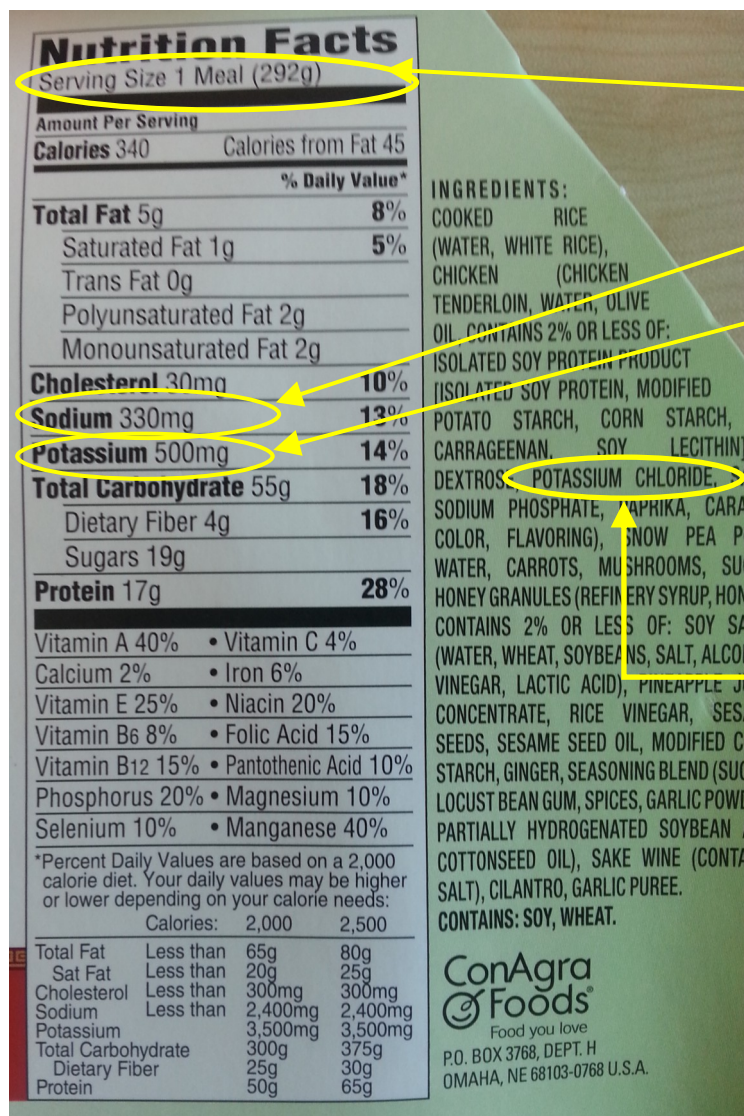 Nutrition Facts
Serving Size 1 Meal (292g)
Amount Per Serving
Calories 340 Calories from Fat 45
% Daily Value*
Total Fat 5g 8%
Saturated Fat 1g 5%
Trans Fat 0g
Polyunsaturated Fat 2g
Monounsaturated Fat 2g
Cholesterol 30mg 10%
Sodium 330mg 13%
Potassium 500mg 14%
Total Carbohydrate 55g 18%
Dietary Fiber 4g 16%
Sugars 19g
Protein 17g 28%
Vitamin A 40% • Vitamin C 4%
Calcium 2% • Iron 6%
Vitamin E 25% • Niacin 20%
Vitamin B6 8% • Folic Acid 15%
Vitamin B12 15% • Pantothenic Acid 10%
Phosphorus 20% • Magnesium 10%
Selenium 10% • Manganese 40%
*Percent Daily Values are based on a 2,000
calorie diet. Your daily values may be higher
or lower depending on your calorie needs:
Calories: 2,000 2,500
Total Fat Less than 65g 80g
Sat Fat Less than 20g 25g
Cholesterol Less than 300mg 300mg
Sodium Less than 2,400mg 2,400mg
Potassium 3,500mg 3,500mg
Total Carbohydrate 300g 375g
Dietary Fiber 25g 30g
Protein 50g 65g
INGREDIENTS:
COOKED RICE
(WATER, WHITE RICE),
CHICKEN (CHICKEN
TENDERLOIN, WATER, OLIVE
OIL, CONTAINS 2% OR LESS OF:
ISOLATED SOY PROTEIN PRODUCT
[ISOLATED SOY PROTEIN, MODIFIED
POTATO STARCH, CORN STARCH,
CARRAGEENAN, SOY LECITHIN]
DEXTROSE, POTASSIUM CHLORIDE,
SODIUM PHOSPHATE, PAPRIKA, CARA
COLOR, FLAVORING), SNOW PEA P
WATER, CARROTS, MUSHROOMS, SU
HONEY GRANULES (REFINERY SYRUP, HON
CONTAINS 2% OR LESS OF: SOY SA
(WATER, WHEAT, SOYBEANS, SALT, ALCO
VINEGAR, LACTIC ACID), PINEAPPLE JU
CONCENTRATE, RICE VINEGAR, SES
SEEDS, SESAME SEED OIL, MODIFIED C
STARCH, GINGER, SEASONING BLEND (SUG
LOCUST BEAN GUM, SPICES, GARLIC POW
PARTIALLY HYDROGENATED SOYBEAN
COTTONSEED OIL), SAKE WINE (CONTA
SALT), CILANTRO, GARLIC PUREE.
CONTAINS: SOY, WHEAT.
ConAgra
Foods®
Food you love
P.O. BOX 3768, DEPT. H
OMAHA, NE 68103-0768 U.S.A.